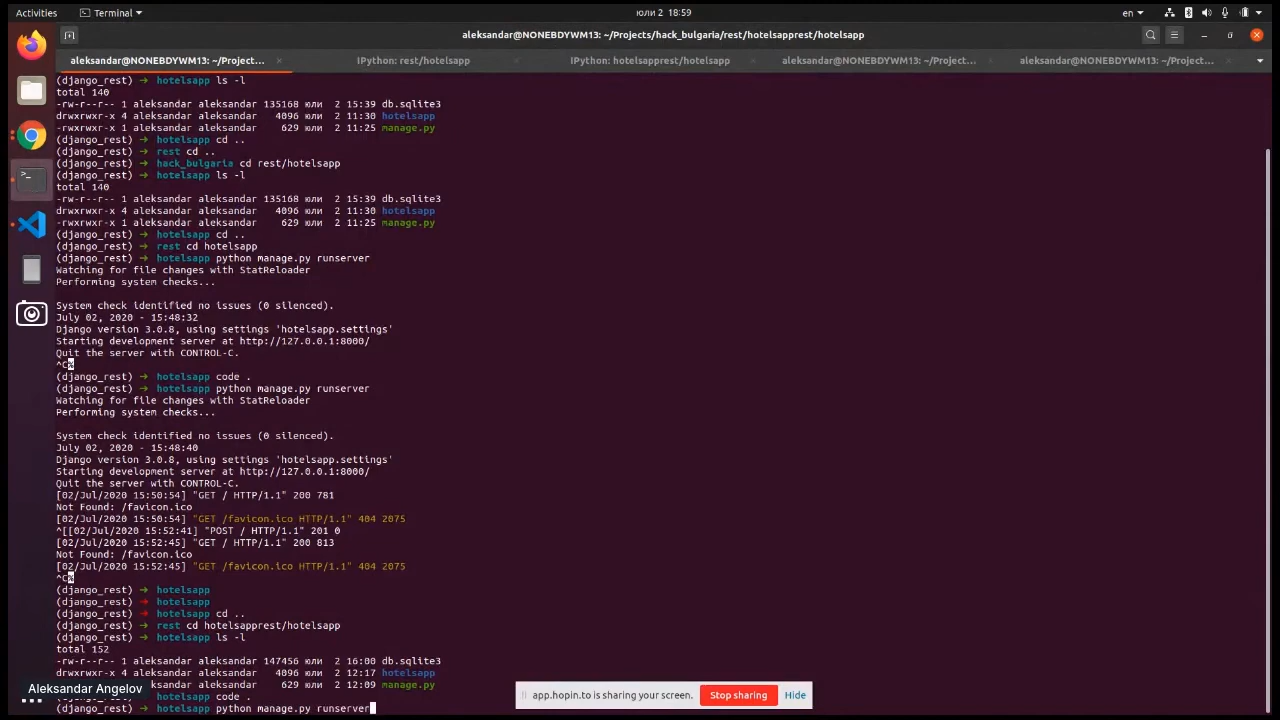 Activities
Terminal
юли 2 18:59
en
aleksandar@NONEBDYWM13: ~/Projects/hack_bulgaria/rest/hotelsapprest/hotelsapp
aleksandar@NONEBDYWM13: ~/Project...
IPython: rest/hotelsapp
IPython: hotelsapprest/hotelsapp
aleksandar@NONEBDYWM13: ~/Project...
aleksandar@NONEBDYWM13: ~/Project...
(django_rest) → hotelsapp ls -l
total 140
-rw-r--r-- 1 aleksandar aleksandar 135168 юли 2 15:39 db.sqlite3
drwxrwxr-x 4 aleksandar aleksandar 4096 юли 2 11:30 hotelsapp
-rwxrwxr-x 1 aleksandar aleksandar 629 юли 2 11:25 manage.py
(django_rest) → hotelsapp cd ..
(django_rest) → rest cd ..
(django_rest) → hack_bulgaria cd rest/hotelsapp
(django_rest) → hotelsapp ls -l
total 140
-rw-r--r-- 1 aleksandar aleksandar 135168 юли 2 15:39 db.sqlite3
drwxrwxr-x 4 aleksandar aleksandar 4096 юли 2 11:30 hotelsapp
-rwxrwxr-x 1 aleksandar aleksandar 629 юли 2 11:25 manage.py
(django_rest) → hotelsapp cd ..
(django_rest) → rest cd hotelsapp
(django_rest) → hotelsapp python manage.py runserver
Watching for file changes with StatReloader
Performing system checks...
System check identified no issues (0 silenced).
July 02, 2020 - 15:48:32
Django version 3.0.8, using settings 'hotelsapp.settings'
Starting development server at http://127.0.0.1:8000/
Quit the server with CONTROL-C.
^C%
(django_rest) → hotelsapp code .
(django_rest) → hotelsapp python manage.py runserver
Watching for file changes with StatReloader
Performing system checks...
System check identified no issues (0 silenced).
July 02, 2020 - 15:48:40
Django version 3.0.8, using settings 'hotelsapp.settings'
Starting development server at http://127.0.0.1:8000/
Quit the server with CONTROL-C.
[02/Jul/2020 15:50:54] "GET / HTTP/1.1" 200 781
Not Found: /favicon.ico
[02/Jul/2020 15:50:54] "GET /favicon.ico HTTP/1.1" 404 2075
^[[02/Jul/2020 15:52:41] "POST / HTTP/1.1" 201 0
[02/Jul/2020 15:52:45] "GET / HTTP/1.1" 200 813
Not Found: /favicon.ico
[02/Jul/2020 15:52:45] "GET /favicon.ico HTTP/1.1" 404 2075
^C%
(django_rest) → hotelsapp
(django_rest) → hotelsapp
(django_rest) → hotelsapp cd ..
(django_rest) → rest cd hotelsapprest/hotelsapp
(django_rest) → hotelsapp ls -l
total 152
-rw-r--r-- 1 aleksandar aleksandar 147456 юли 2 16:00 db.sqlite3
drwxrwxr-x 4 aleksandar aleksandar 4096 юли 2 12:17 hotelsapp
-rwxrwxr-x 1 aleksandar aleksandar 629 юли 2 12:09 manage.py
(django_rest) → hotelsapp code .
(django_rest) → hotelsapp python manage.py runserver
Aleksandar Angelov
app.hopin.to is sharing your screen.
Stop sharing
Hide